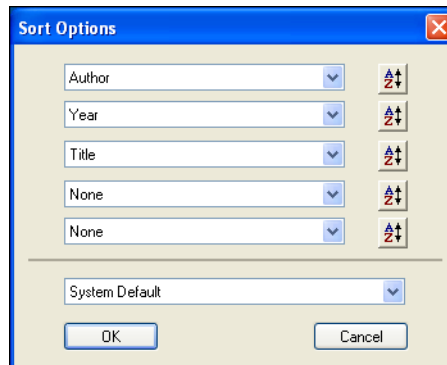 Sort Options
Author
A
Z
Year
A
Z
Title
A
Z
None
A
Z
None
A
Z
System Default
OK
Cancel